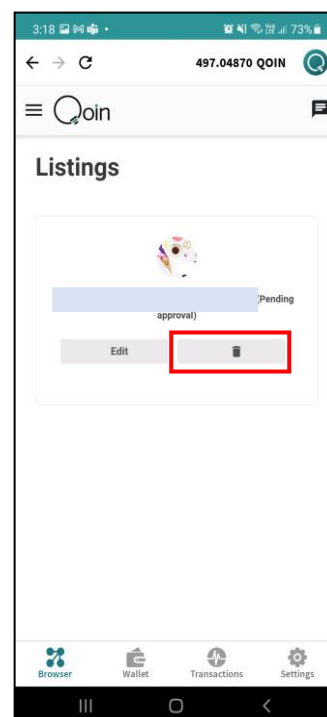 3:18 73%
497.04870 QOIN
Qoin
Listings
(Pending
approval)
Edit
Browser Wallet Transactions Settings